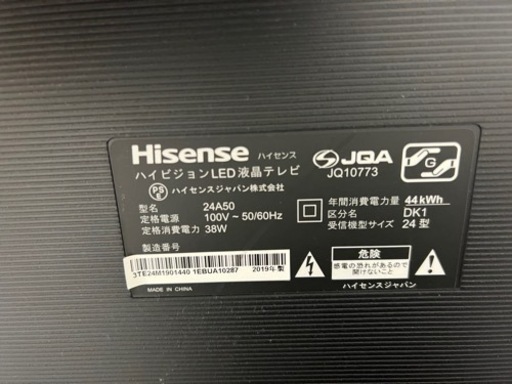 Hisense ハイセンス
ハイビジョンLED液晶テレビ
PS E ハイセンスジャパン株式会社
JQA
JQ10773
G
型名 24A50
定格電源 100V~50/60Hz
定格消費電力 38W
製造番号
3TE24M1901440 1EBUA10287 2019年製
MADE IN CHINA
年間消費電力量 44kWh
区分名 DK1
受信機型サイズ 24型
危険
感電の恐れがあるので
開けないこと
ハイセンスジャパン